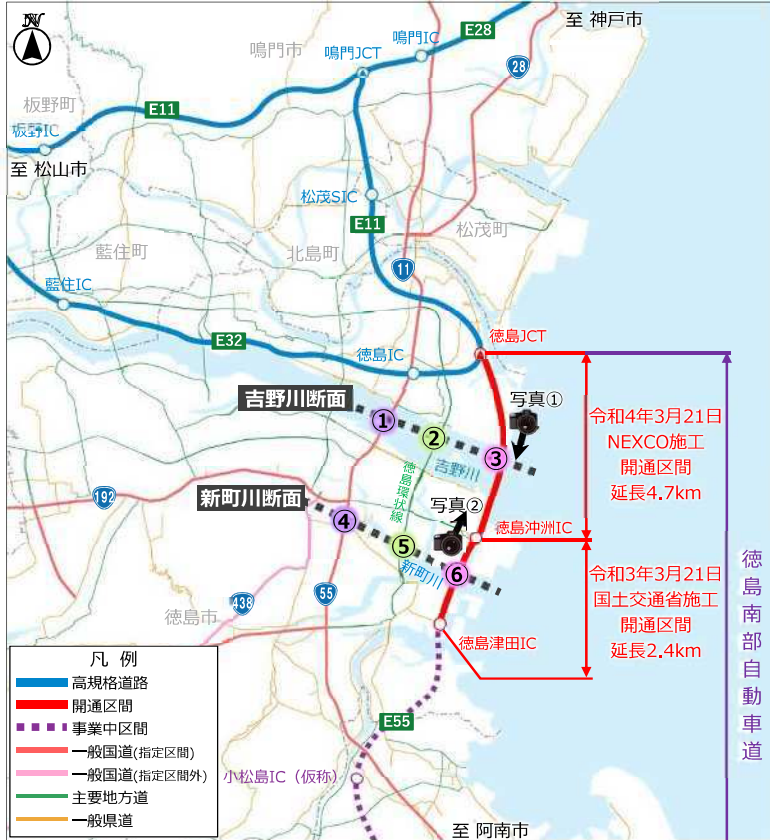 N
至 神戸市
E28
鳴門IC
鳴門市
鳴門JCT
28
板野町
E11
板野IC
至 松山市
松茂SIC
E11
松茂町
藍住町
北島町
11
藍住IC
E32
徳島JCT
徳島IC
吉野川断面
写真①
①
②
③
吉野川
令和4年3月21日
NEXCO施工
開通区間
延長4.7km
192
新町川断面
徳島環状線
写真②
④
徳島沖洲IC
⑤
新町川
⑥
令和3年3月21日
国土交通省施工
開通区間
延長2.4km
徳島南部自動車道
438
55
徳島市
徳島津田IC
凡 例
高規格道路
開通区間
事業中区間
一般国道(指定区間)
一般国道(指定区間外)
主要地方道
一般県道
E55
小松島IC（仮称）
至 阿南市